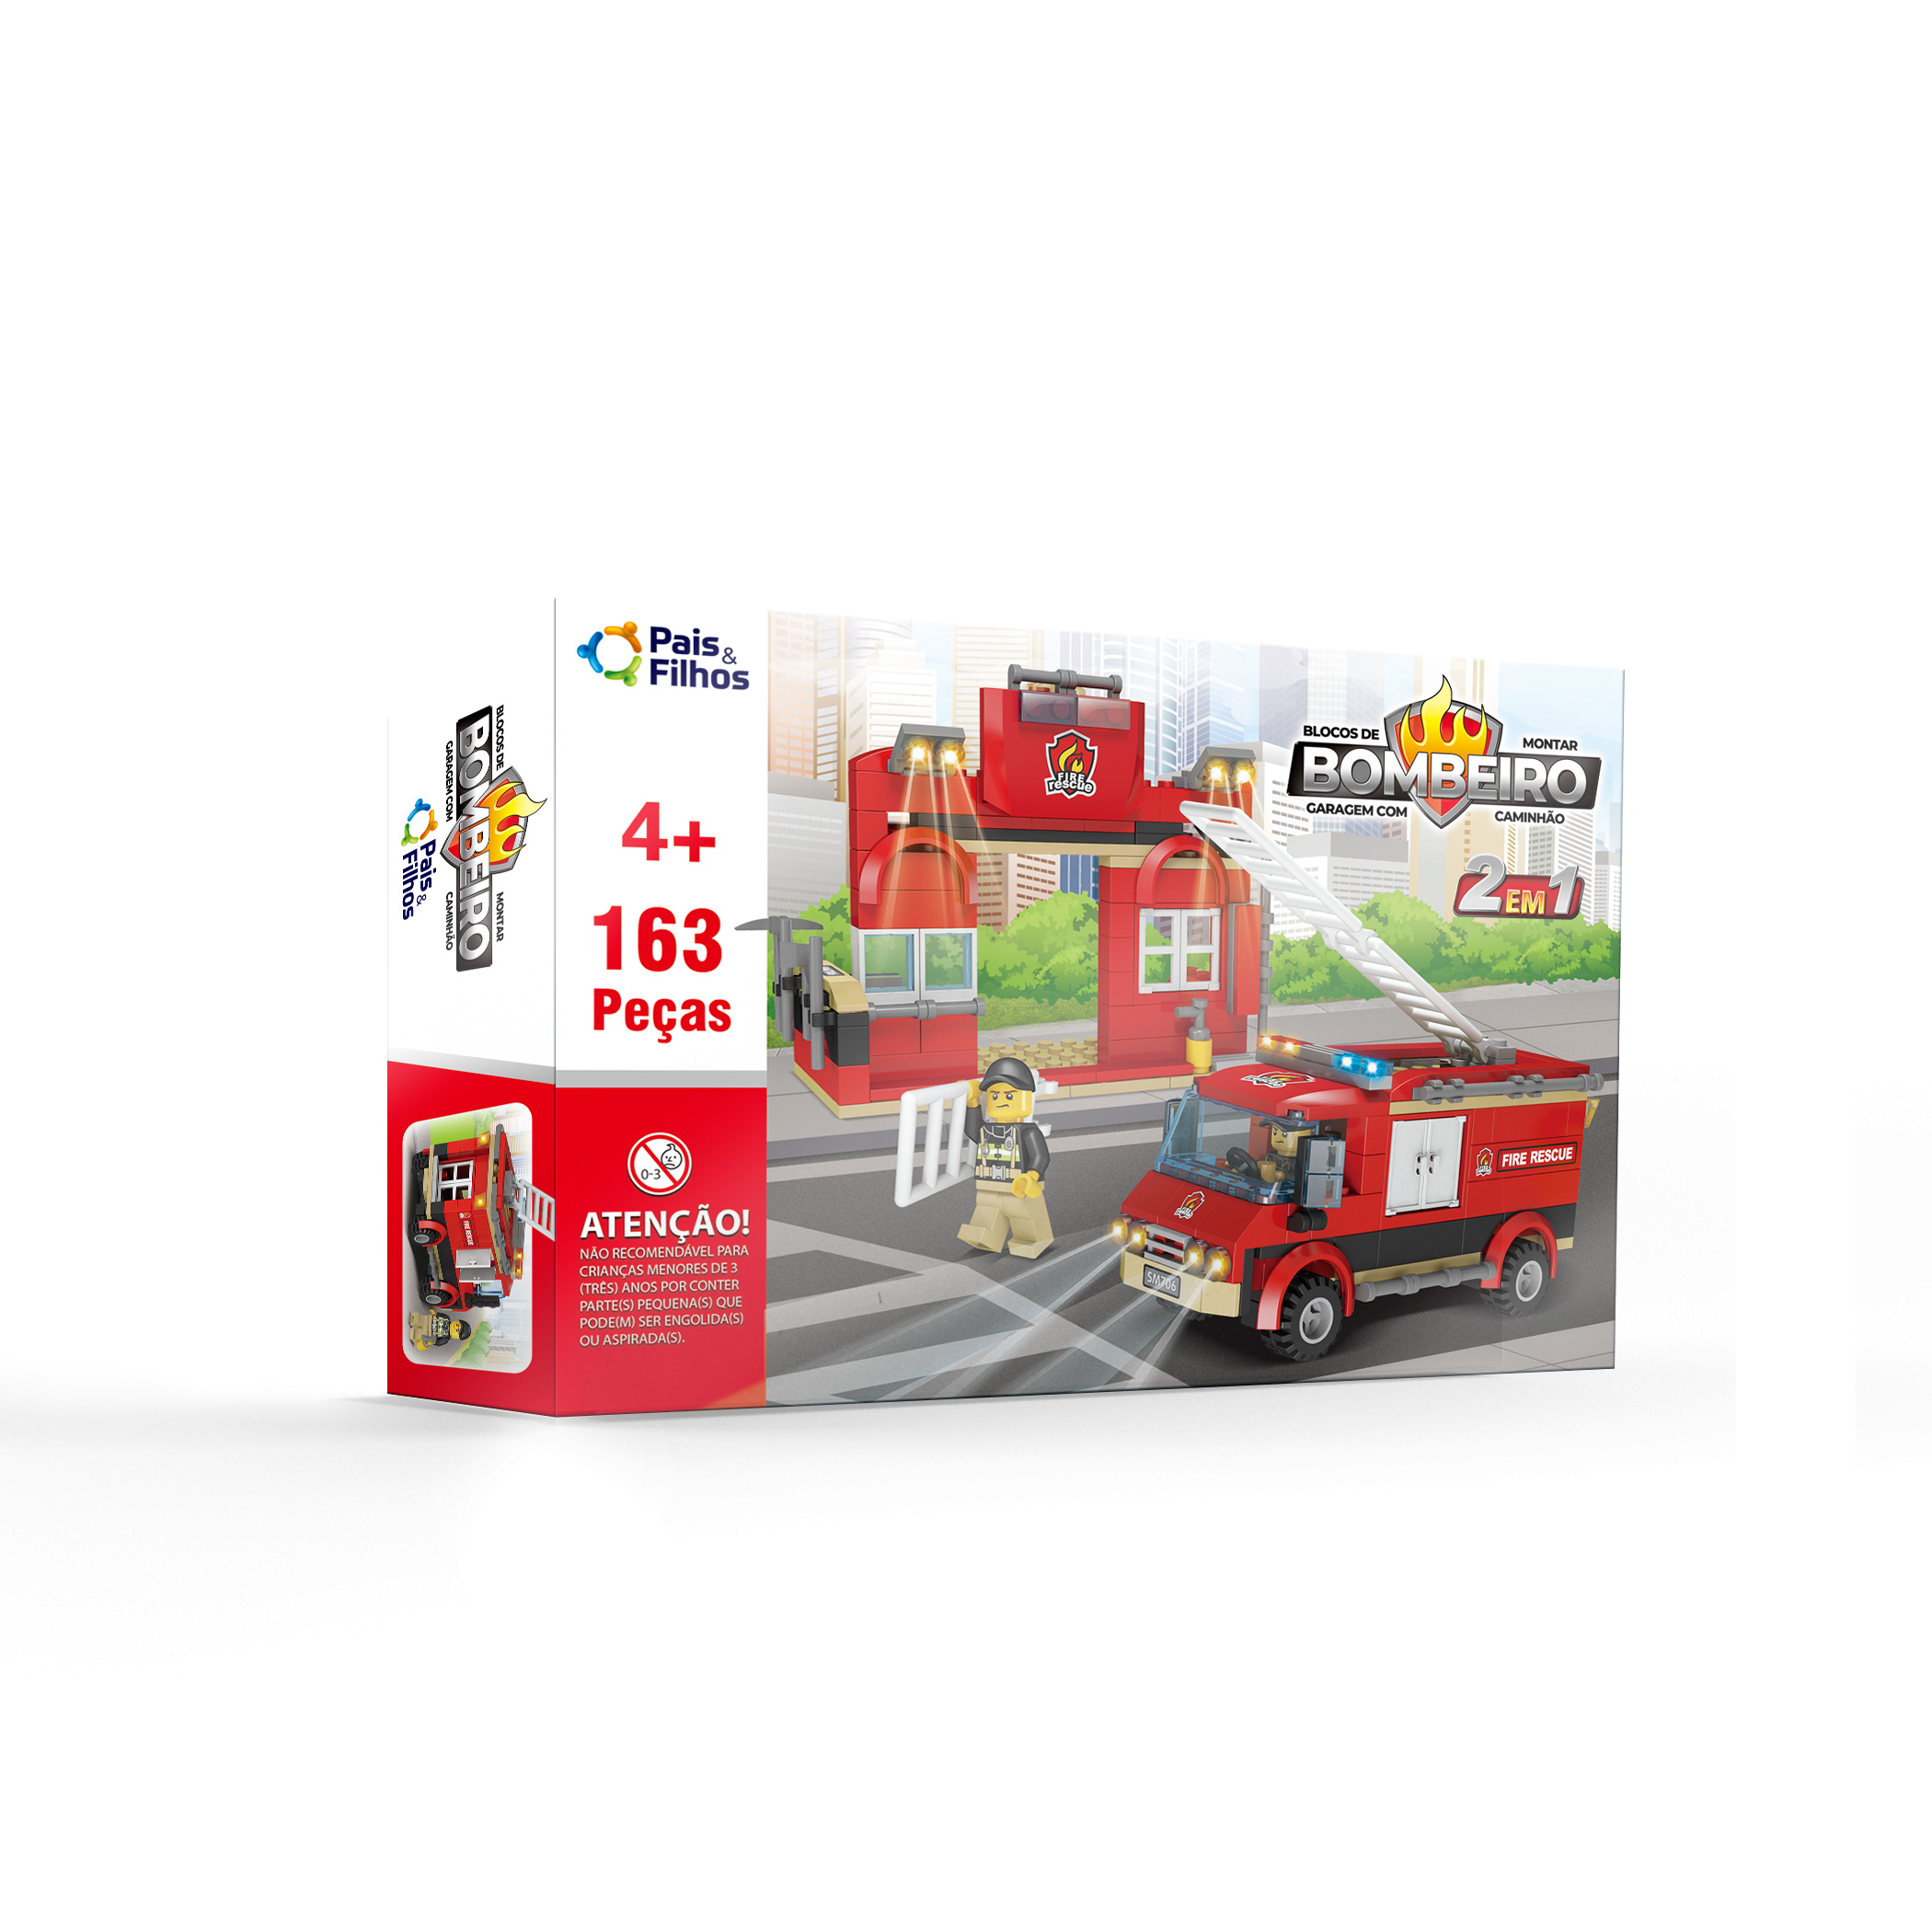 Pais &
Filhos
4+
163
Peças
0-3
ATENÇÃO!
NÃO RECOMENDÁVEL PARA
CRIANÇAS MENORES DE 3
(TRÊS) ANOS POR CONTER
PARTE(S) PEQUENA(S) QUE
PODE(M) SER ENGOLIDA(S)
OU ASPIRADA(S).
BLOCOS DE MONTAR
BOMBEIRO
GARAGEM COM CAMINHÃO
2 EM 1
FIRE
rescue
FIRE RESCUE
SM706
BLOCOS DE MONTAR
BOMBEIRO
GARAGEM COM CAMINHÃO
Pais &
Filhos
FIRE RESCUE